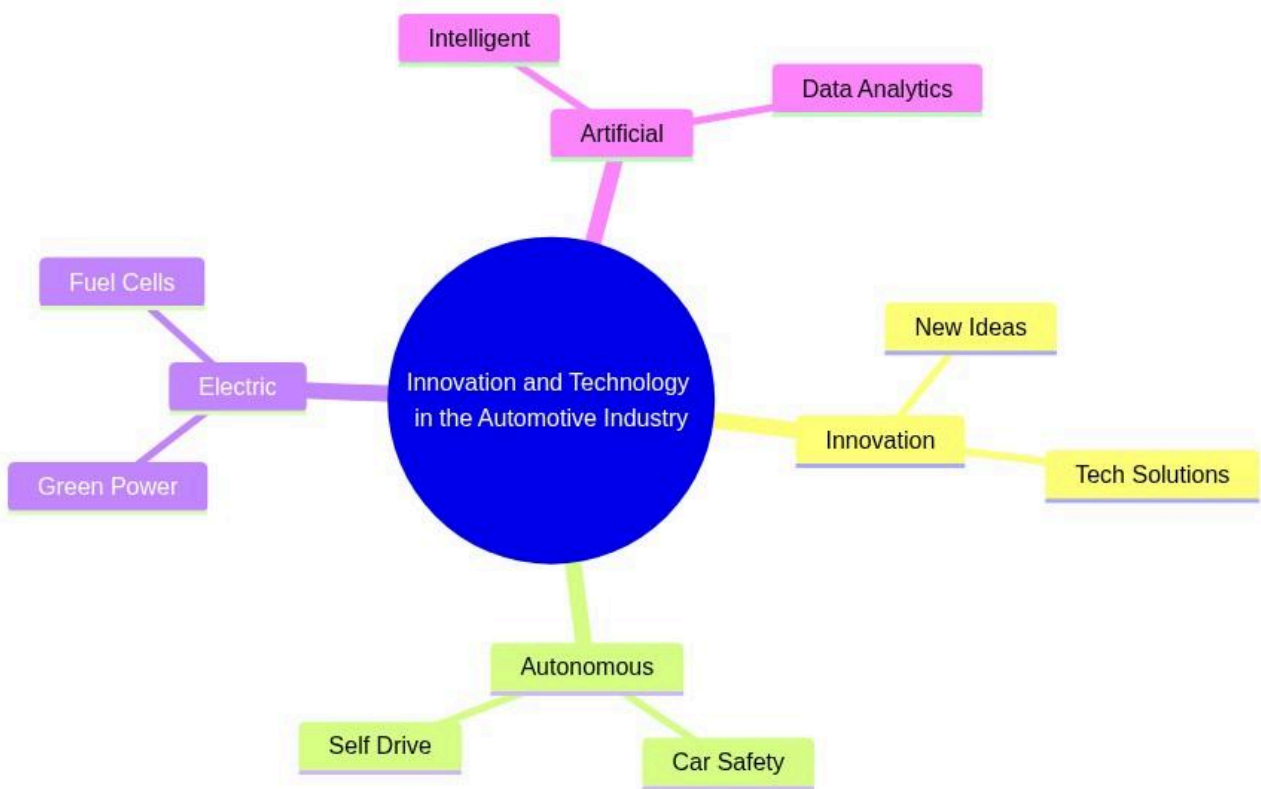 Intelligent
Data Analytics
Artificial
Fuel Cells
New Ideas
Electric
Innovation and Technology
in the Automotive Industry
Innovation
Tech Solutions
Green Power
Autonomous
Self Drive
Car Safety